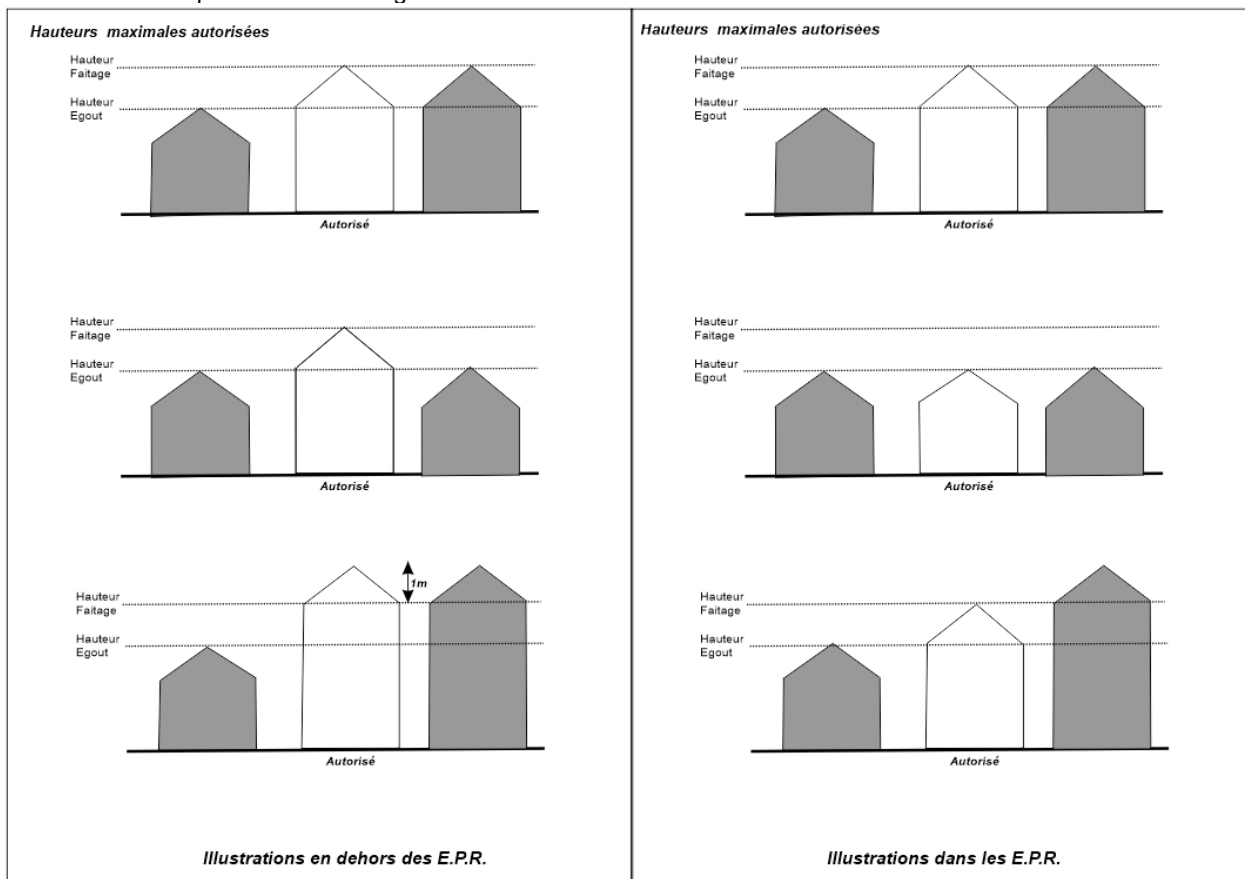 Hauteurs maximales autorisées
Hauteur
Faitage
Hauteur
Egout
Autorisé
Hauteur
Faitage
Hauteur
Egout
Autorisé
1m
Hauteur
Faitage
Hauteur
Egout
Autorisé
Illustrations en dehors des E.P.R.
Hauteurs maximales autorisées
Hauteur
Faitage
Hauteur
Egout
Autorisé
Hauteur
Faitage
Hauteur
Egout
Autorisé
Hauteur
Faitage
Hauteur
Egout
Autorisé
Illustrations dans les E.P.R.